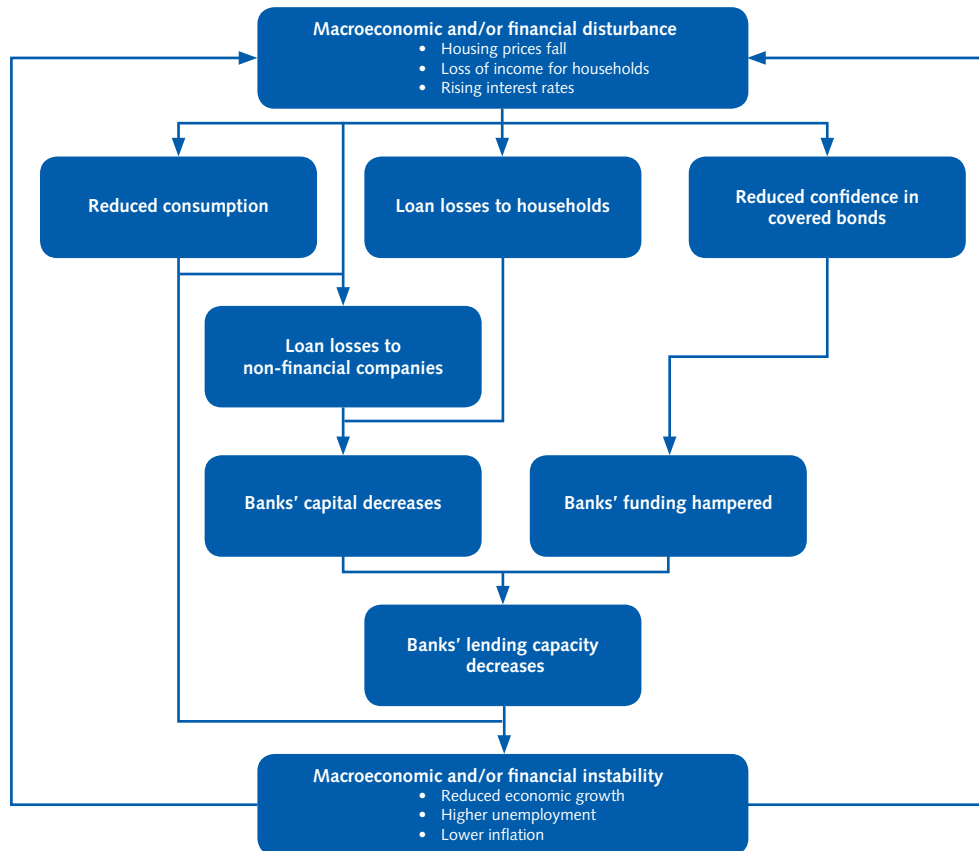 Macroeconomic and/or financial disturbance
• Housing prices fall
• Loss of income for households
• Rising interest rates
Reduced consumption
Loan losses to households
Reduced confidence in
covered bonds
Loan losses to
non-financial companies
Banks’ capital decreases
Banks’ funding hampered
Banks’ lending capacity
decreases
Macroeconomic and/or financial instability
• Reduced economic growth
• Higher unemployment
• Lower inflation